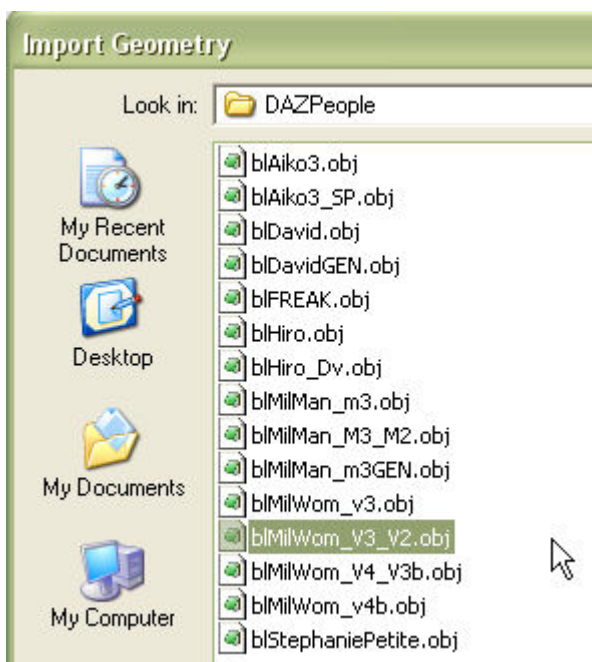 Import Geometry
Look in: DAZPeople
My Recent
Documents
Desktop
My Documents
My Computer
blAiko3.obj
blAiko3_SP.obj
blDavid.obj
blDavidGEN.obj
blFREAK.obj
blHiro.obj
blHiro_Dv.obj
blMilMan_m3.obj
blMilMan_M3_M2.obj
blMilMan_m3GEN.obj
blMilWom_v3.obj
blMilWom_V3_V2.obj
blMilWom_V4_V3b.obj
blMilWom_v4b.obj
blStephaniePetite.obj